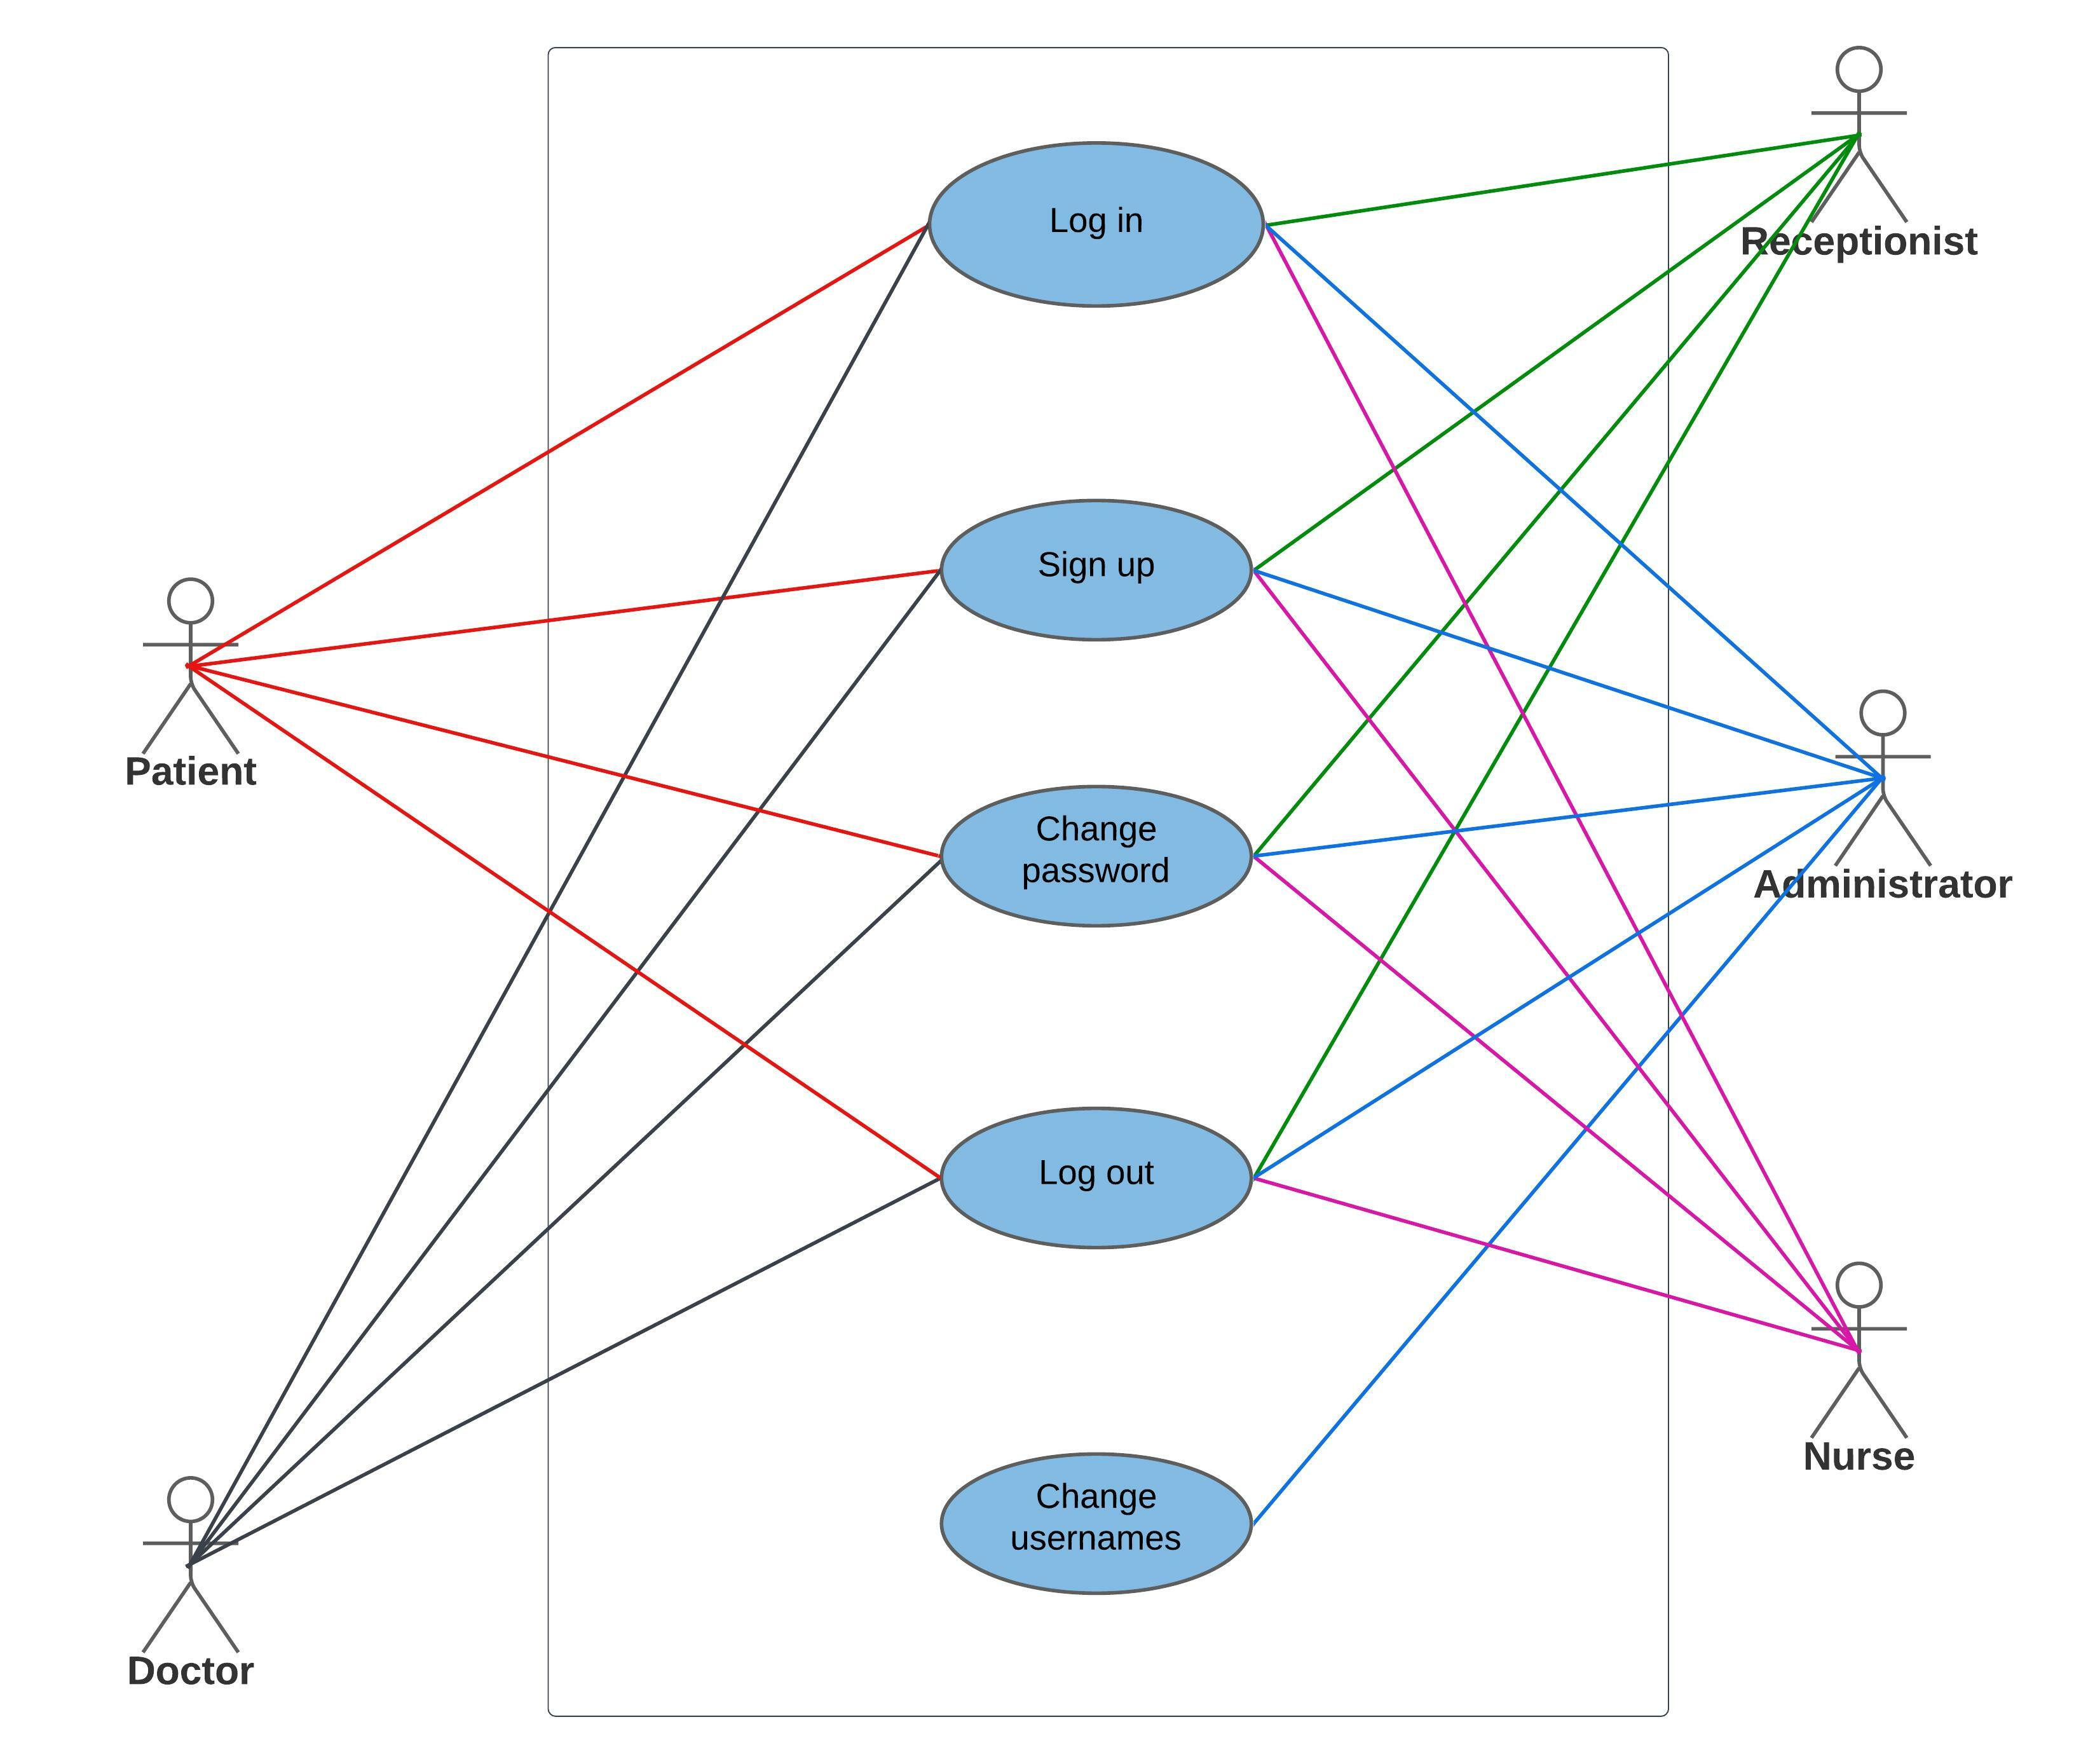 Log in
Receptionist
Sign up
Patient
Change
password
Administrator
Log out
Nurse
Change
usernames
Doctor